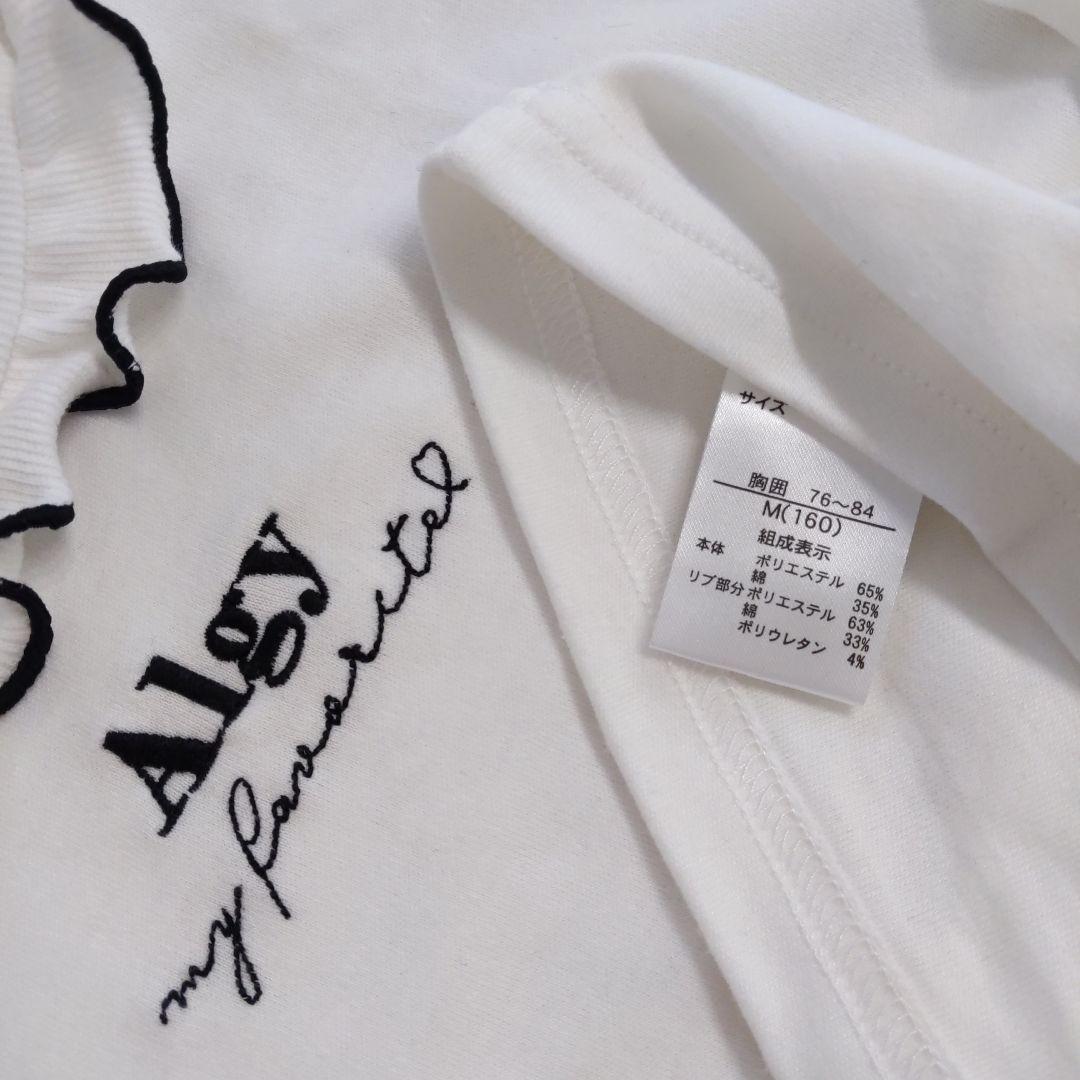 Algy
my favorite
サイズ
胸囲 76〜84
M(160)
組成表示
本体 ポリエステル 65%
綿 35%
リブ部分 ポリエステル 63%
綿 33%
ポリウレタン 4%